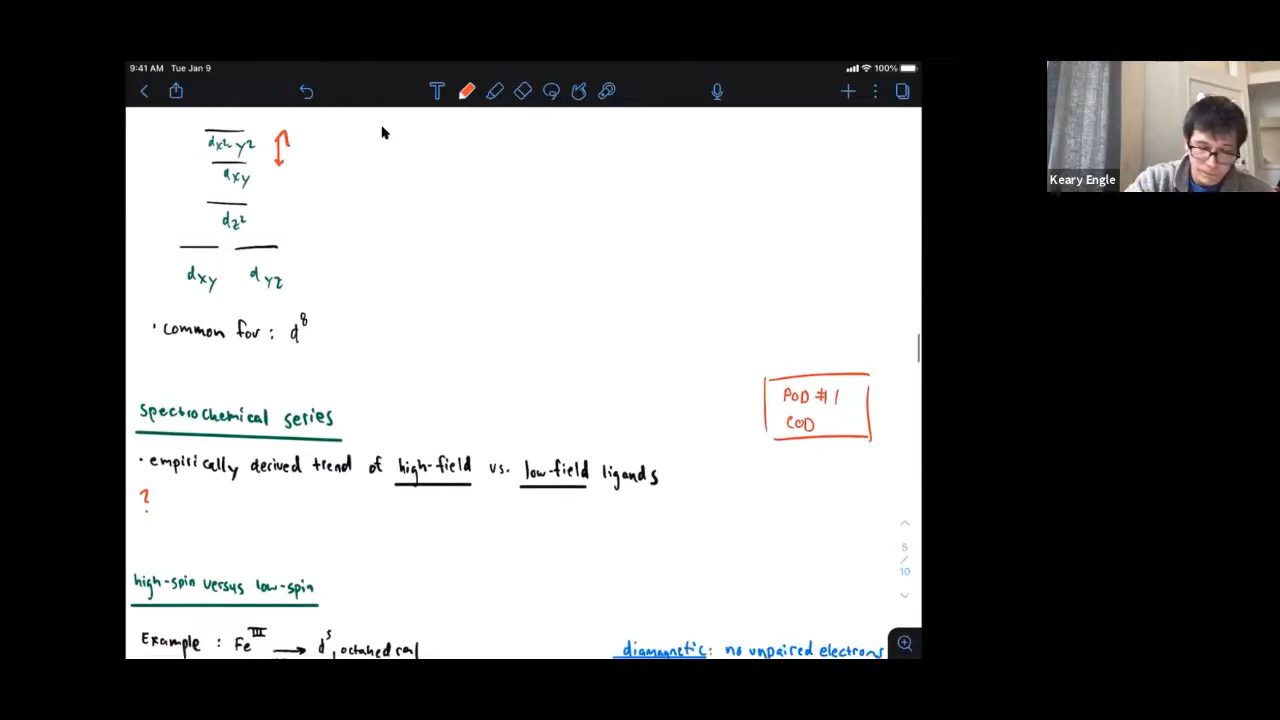 9:41 AM Tue Jan 9
100%
dx²-y²
dxy
dz²
dxy dyz
· common for: d⁸
POD #1
COD
Spectrochemical series
· empirically derived trend of high-field vs. low-field ligands
?
5
/
10
high-spin versus low-spin
Example: Fe III → d⁵, octahedral
diamagnetic: no unpaired electrons
Keary Engle